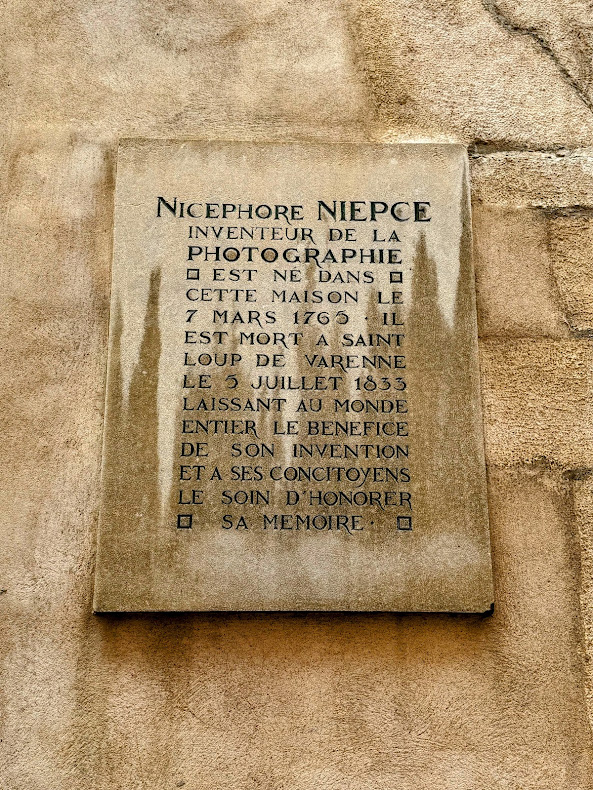 NICEPHORE NIEPCE
INVENTEUR DE LA
PHOTOGRAPHIE
EST NÉ DANS
CETTE MAISON LE
7 MARS 1765 · IL
EST MORT A SAINT
LOUP DE VARENNE
LE 5 JUILLET 1833
LAISSANT AU MONDE
ENTIER LE BENEFICE
DE SON INVENTION
ET A SES CONCITOYENS
LE SOIN D'HONORER
SA MEMOIRE ·